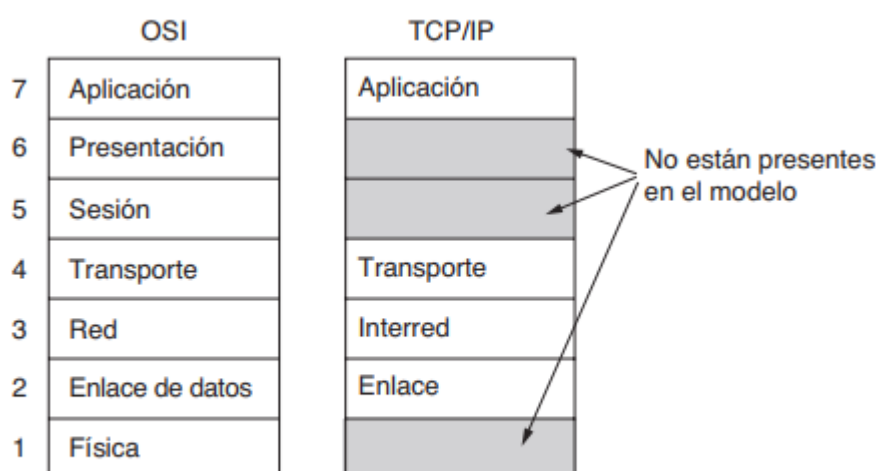 OSI
TCP/IP
7 Aplicación Aplicación
6 Presentación
5 Sesión
No están presentes
en el modelo
4 Transporte Transporte
3 Red Interred
2 Enlace de datos Enlace
1 Física